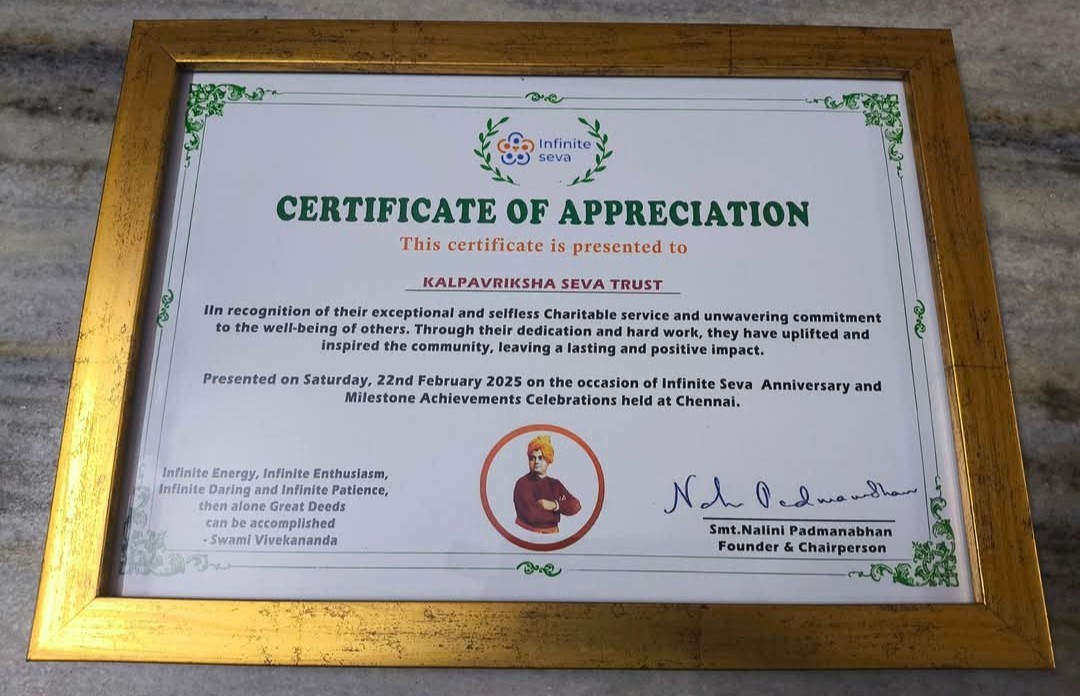 Infinite
seva
CERTIFICATE OF APPRECIATION
This certificate is presented to
KALPAVRIKSHA SEVA TRUST
IIn recognition of their exceptional and selfless Charitable service and unwavering commitment
to the well-being of others. Through their dedication and hard work, they have uplifted and
inspired the community, leaving a lasting and positive impact.
Presented on Saturday, 22nd February 2025 on the occasion of Infinite Seva Anniversary and
Milestone Achievements Celebrations held at Chennai.
Infinite Energy, Infinite Enthusiasm,
Infinite Daring and Infinite Patience,
then alone Great Deeds
can be accomplished
- Swami Vivekananda
Smt.Nalini Padmanabhan
Founder & Chairperson